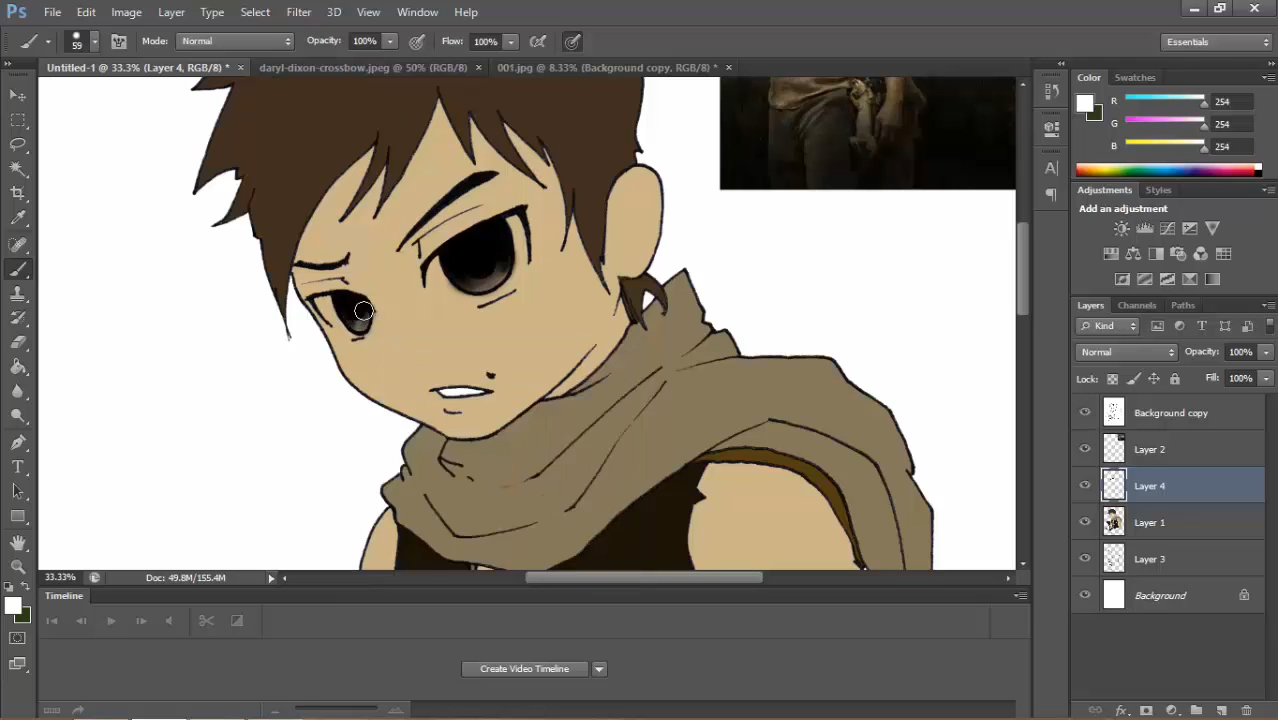 Ps File Edit Image Layer Type Select Filter 3D View Window Help
59 Mode: Normal Opacity: 100% Flow: 100% Essentials
Untitled-1 @ 33.3% (Layer 4, RGB/8) * × daryl-dixon-crossbow.jpeg @ 50% (RGB/8) × 001.jpg @ 8.33% (Background copy, RGB/8) * ×
Color Swatches
R 254
G 254
B 254
Adjustments Styles
Add an adjustment
Layers Channels Paths
Kind
Normal Opacity: 100%
Lock: Fill: 100%
Background copy
Layer 2
Layer 4
Layer 1
Layer 3
Background
33.33% Doc: 49.8M/155.4M
Timeline
Create Video Timeline